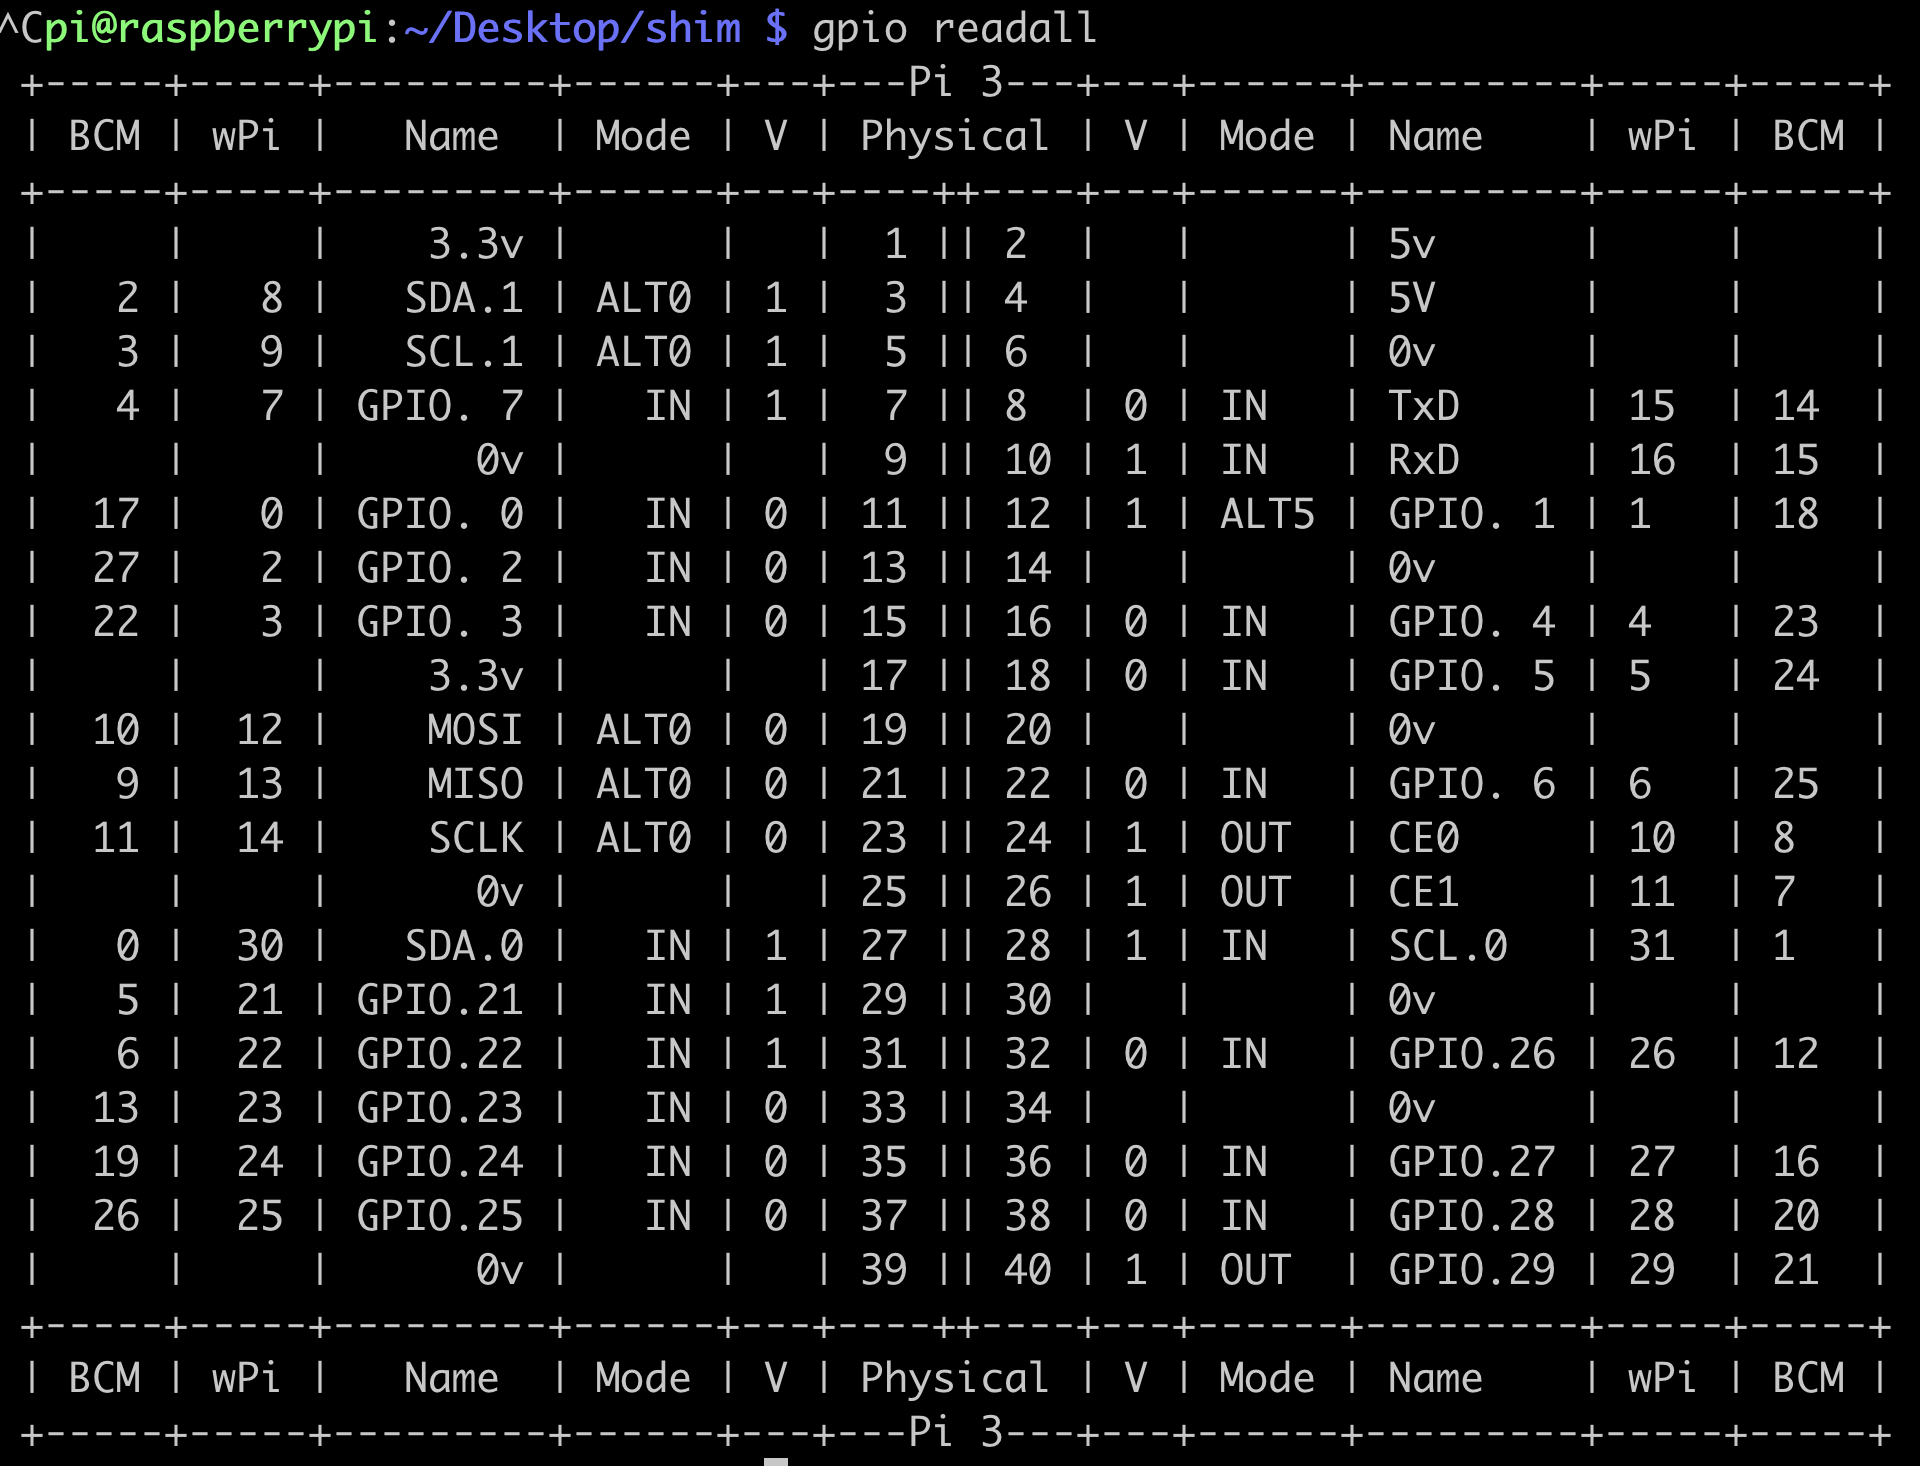 ^Cpi@raspberrypi:~/Desktop/shim $ gpio readall
 +-----+-----+---------+------+---+---Pi 3---+---+------+---------+-----+-----+
 | BCM | wPi |   Name  | Mode | V | Physical | V | Mode | Name    | wPi | BCM |
 +-----+-----+---------+------+---+----++----+---+------+---------+-----+-----+
 |     |     |    3.3v |      |   |  1 || 2  |   |      | 5v      |     |     |
 |   2 |   8 |   SDA.1 | ALT0 | 1 |  3 || 4  |   |      | 5V      |     |     |
 |   3 |   9 |   SCL.1 | ALT0 | 1 |  5 || 6  |   |      | 0v      |     |     |
 |   4 |   7 | GPIO. 7 |   IN | 1 |  7 || 8  | 0 | IN   | TxD     | 15  | 14  |
 |     |     |      0v |      |   |  9 || 10 | 1 | IN   | RxD     | 16  | 15  |
 |  17 |   0 | GPIO. 0 |   IN | 0 | 11 || 12 | 1 | ALT5 | GPIO. 1 | 1   | 18  |
 |  27 |   2 | GPIO. 2 |   IN | 0 | 13 || 14 |   |      | 0v      |     |     |
 |  22 |   3 | GPIO. 3 |   IN | 0 | 15 || 16 | 0 | IN   | GPIO. 4 | 4   | 23  |
 |     |     |    3.3v |      |   | 17 || 18 | 0 | IN   | GPIO. 5 | 5   | 24  |
 |  10 |  12 |    MOSI | ALT0 | 0 | 19 || 20 |   |      | 0v      |     |     |
 |   9 |  13 |    MISO | ALT0 | 0 | 21 || 22 | 0 | IN   | GPIO. 6 | 6   | 25  |
 |  11 |  14 |    SCLK | ALT0 | 0 | 23 || 24 | 1 | OUT  | CE0     | 10  | 8   |
 |     |     |      0v |      |   | 25 || 26 | 1 | OUT  | CE1     | 11  | 7   |
 |   0 |  30 |   SDA.0 |   IN | 1 | 27 || 28 | 1 | IN   | SCL.0   | 31  | 1   |
 |   5 |  21 | GPIO.21 |   IN | 1 | 29 || 30 |   |      | 0v      |     |     |
 |   6 |  22 | GPIO.22 |   IN | 1 | 31 || 32 | 0 | IN   | GPIO.26 | 26  | 12  |
 |  13 |  23 | GPIO.23 |   IN | 0 | 33 || 34 |   |      | 0v      |     |     |
 |  19 |  24 | GPIO.24 |   IN | 0 | 35 || 36 | 0 | IN   | GPIO.27 | 27  | 16  |
 |  26 |  25 | GPIO.25 |   IN | 0 | 37 || 38 | 0 | IN   | GPIO.28 | 28  | 20  |
 |     |     |      0v |      |   | 39 || 40 | 1 | OUT  | GPIO.29 | 29  | 21  |
 +-----+-----+---------+------+---+----++----+---+------+---------+-----+-----+
 | BCM | wPi |   Name  | Mode | V | Physical | V | Mode | Name    | wPi | BCM |
 +-----+-----+---------+------+---+---Pi 3---+---+------+---------+-----+-----+